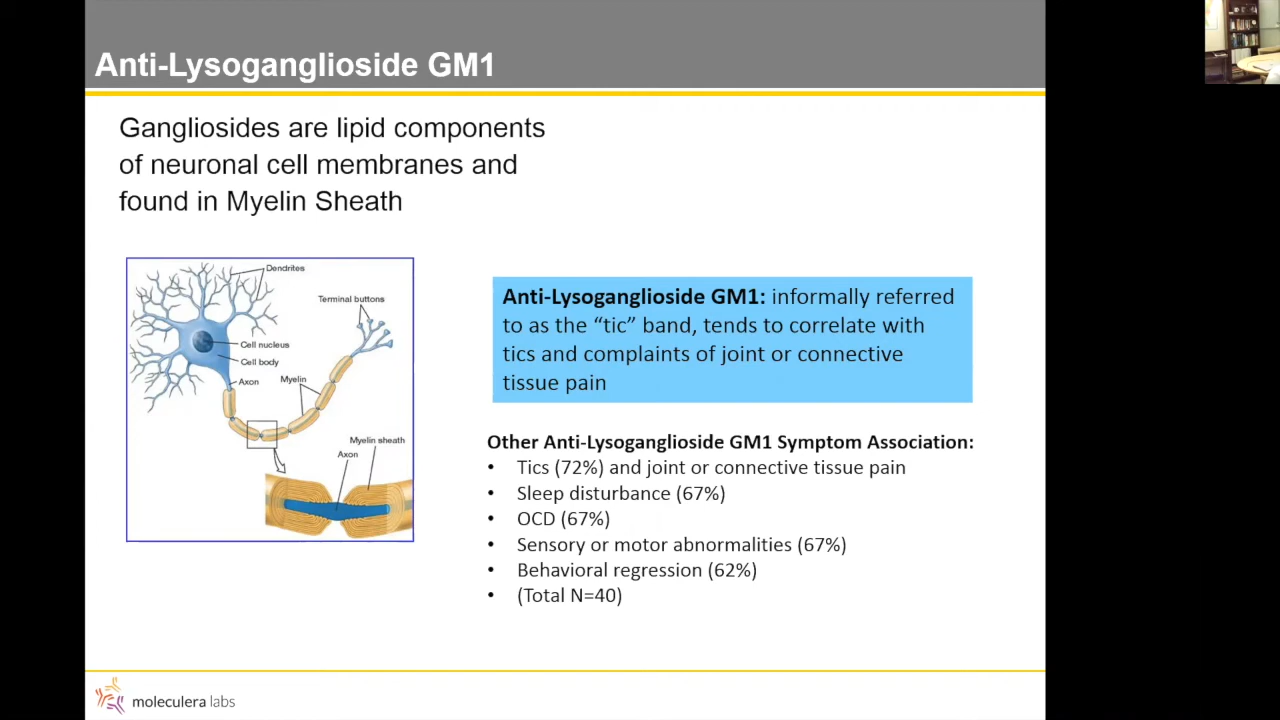 Anti-Lysoganglioside GM1
Gangliosides are lipid components
of neuronal cell membranes and
found in Myelin Sheath
Dendrites
Terminal buttons
Cell nucleus
Cell body
Axon
Myelin
Myelin sheath
Axon
Anti-Lysoganglioside GM1: informally referred
to as the “tic” band, tends to correlate with
tics and complaints of joint or connective
tissue pain
Other Anti-Lysoganglioside GM1 Symptom Association:
• Tics (72%) and joint or connective tissue pain
• Sleep disturbance (67%)
• OCD (67%)
• Sensory or motor abnormalities (67%)
• Behavioral regression (62%)
• (Total N=40)
moleculera labs